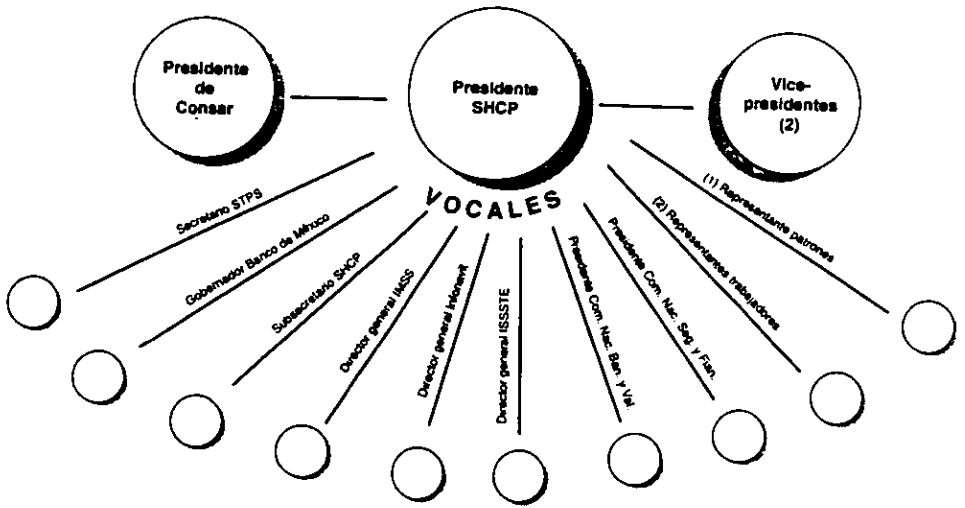 Presidente
de
Consar
Presidente
SHCP
Vice-
presidentes
(2)
VOCALES
Secretario STPS
Gobernador Banco de México
Subsecretario SHCP
Director general IMSS
Director general Infonavit
Director general ISSSTE
Presidente Com. Nac. Ban. y Val.
Presidente Com. Nac. Seg. y Fian.
(2) Representantes trabajadores
(1) Representante patrones